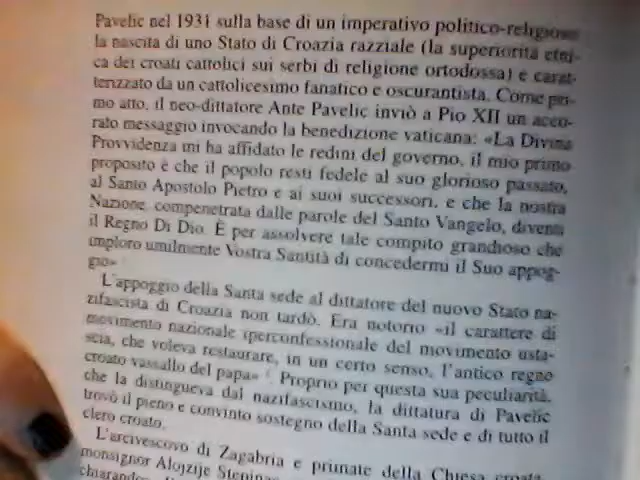 Pavelic nel 1931 sulla base di un imperativo politico-religioso
la nascita di uno Stato di Croazia razziale (la superiorità etni-
ca dei croati cattolici sui serbi di religione ortodossa) e carat-
terizzato da un cattolicesimo fanatico e oscurantista. Come pri-
mo atto, il neo-dittatore Ante Pavelic inviò a Pio XII un acco-
rato messaggio invocando la benedizione vaticana: «La Divina
Provvidenza mi ha affidato le redini del governo, il mio primo
proposito è che il popolo resti fedele al suo glorioso passato,
al Santo Apostolo Pietro e ai suoi successori, e che la nostra
Nazione, compenetrata dalle parole del Santo Vangelo, diventi
il Regno Di Dio. È per assolvere tale compito grandioso che
imploro umilmente Vostra Santità di concedermi il Suo appog-
gio»
L'appoggio della Santa sede al dittatore del nuovo Stato na-
zifascista di Croazia non tardò. Era notorio «il carattere di
movimento nazionale iperconfessionale del movimento usta-
scia, che voleva restaurare, in un certo senso, l'antico regno
croato vassallo del papa» . Proprio per questa sua peculiarità,
che la distingueva dal nazifascismo, la dittatura di Pavelic
trovò il pieno e convinto sostegno della Santa sede e di tutto il
clero croato.
L'arcivescovo di Zagabria e primate della Chiesa croata,
monsignor Alojzije